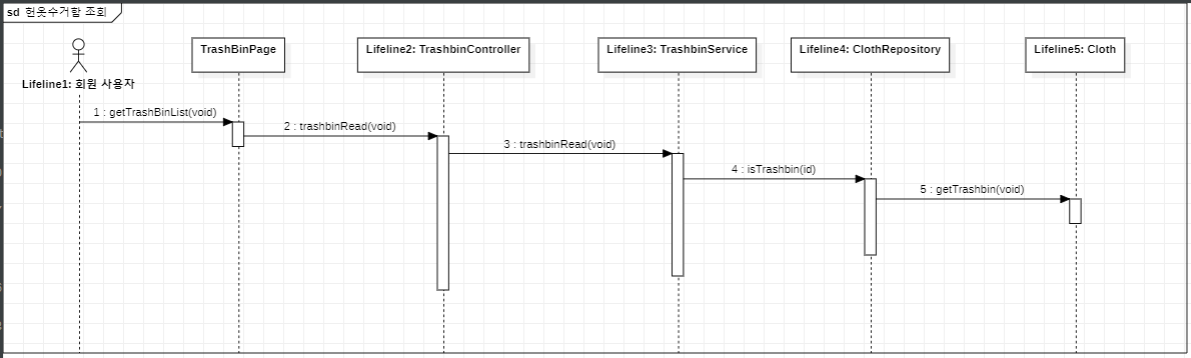 sd 헌옷수거함 조회
TrashBinPage
Lifeline2: TrashbinController
Lifeline3: TrashbinService
Lifeline4: ClothRepository
Lifeline5: Cloth
Lifeline1: 회원 사용자
1 : getTrashBinList(void)
2 : trashbinRead(void)
3 : trashbinRead(void)
4 : isTrashbin(id)
5 : getTrashbin(void)